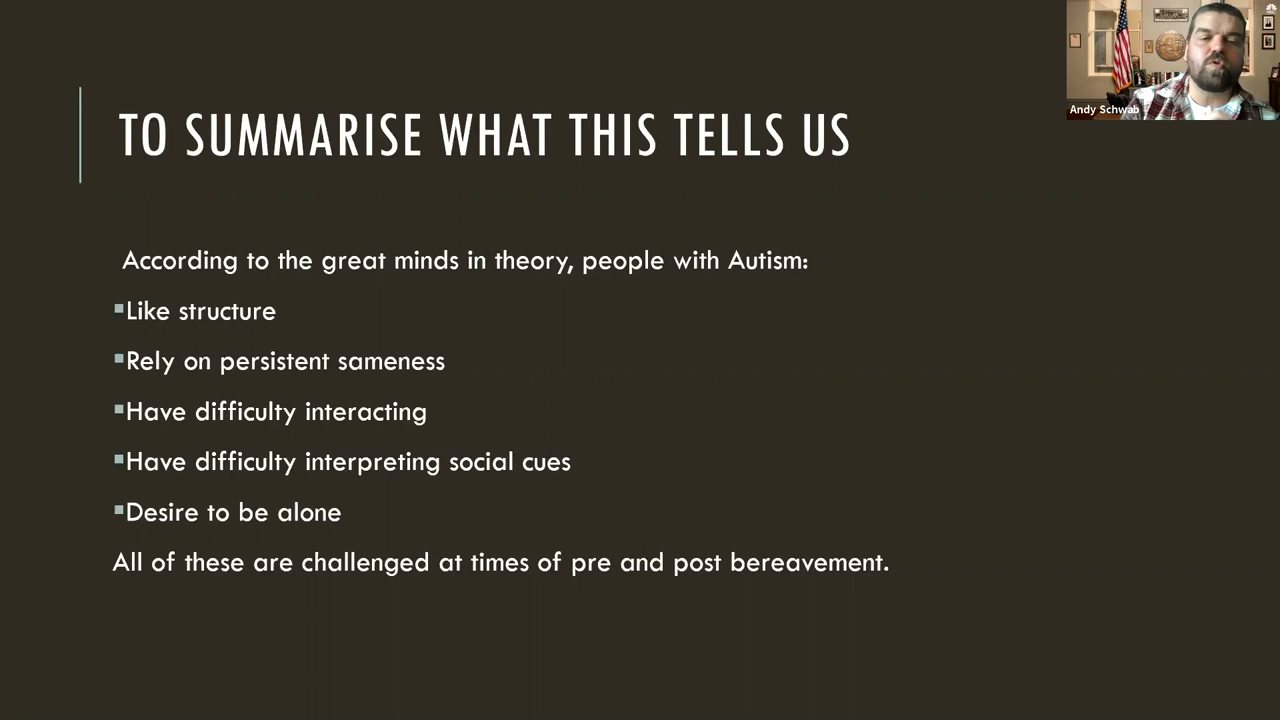 TO SUMMARISE WHAT THIS TELLS US
Andy Schwab
According to the great minds in theory, people with Autism:
▪Like structure
▪Rely on persistent sameness
▪Have difficulty interacting
▪Have difficulty interpreting social cues
▪Desire to be alone
All of these are challenged at times of pre and post bereavement.